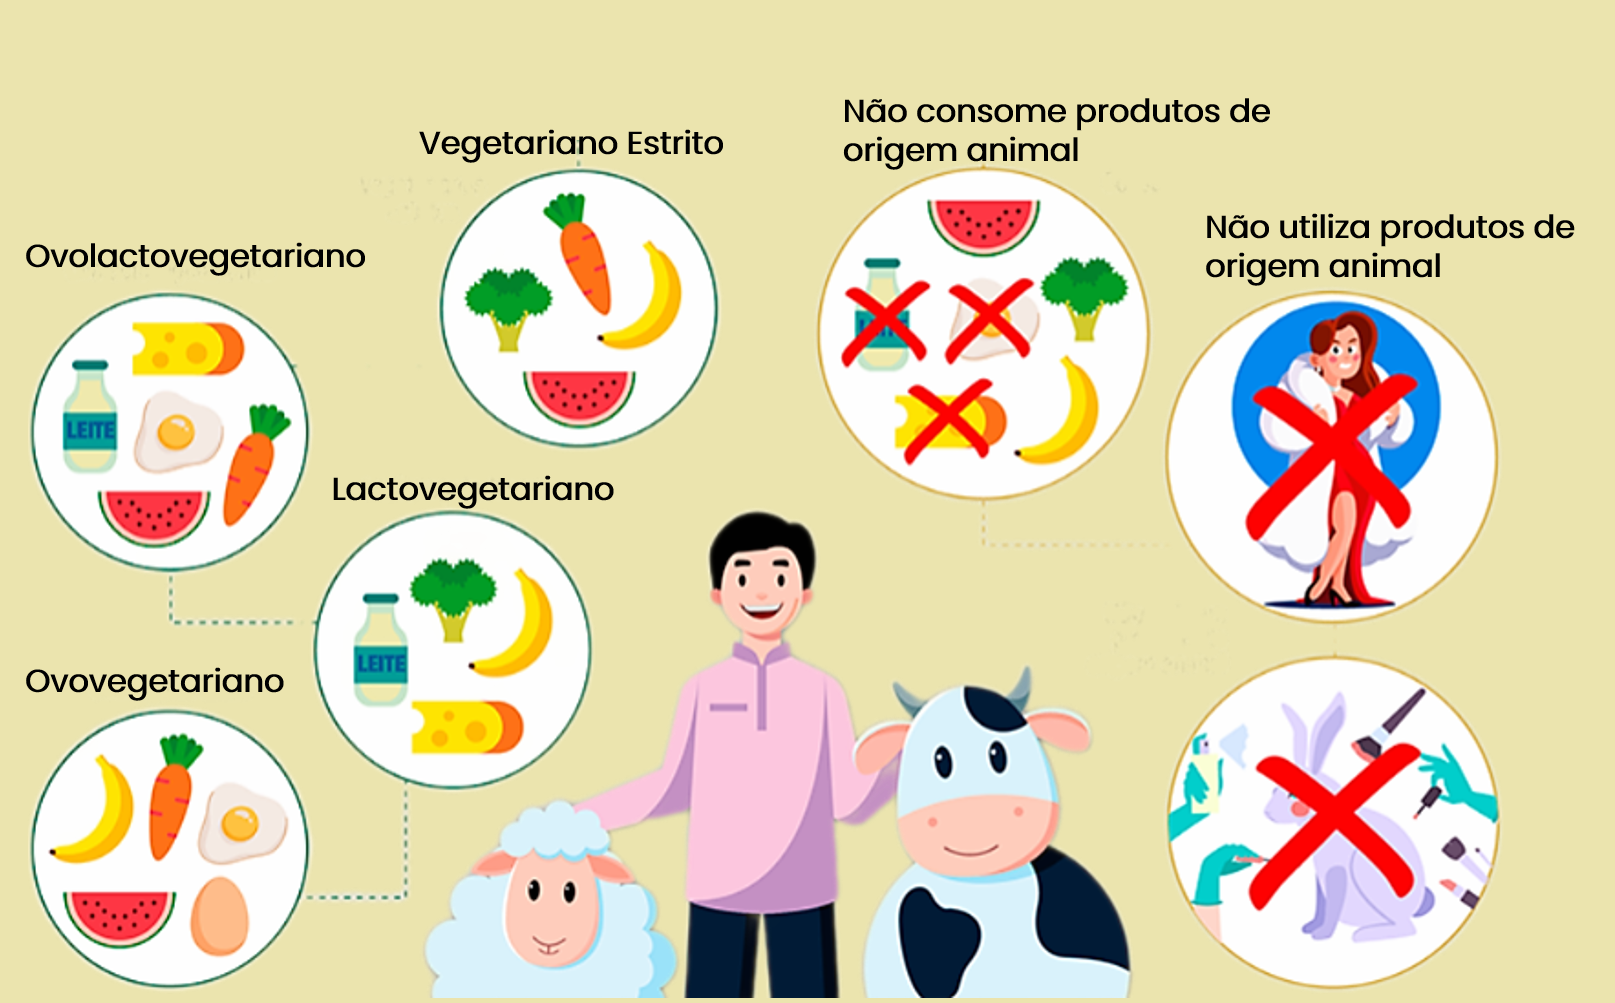 Não consome produtos de
origem animal
Vegetariano Estrito
Não utiliza produtos de
origem animal
Ovolactovegetariano
LEITE
Lactovegetariano
LEITE
Ovovegetariano